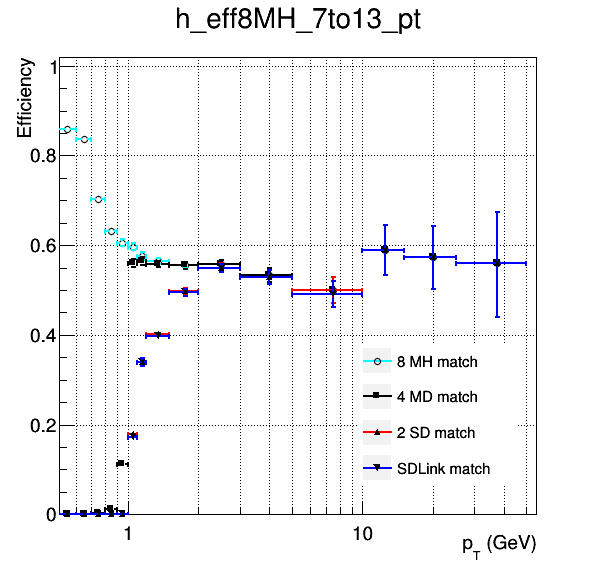 h_eff8MH_7to13_pt
Efficiency
1
0.8
0.6
0.4
0.2
0
8 MH match
4 MD match
2 SD match
SDLink match
1
10
p_T (GeV)